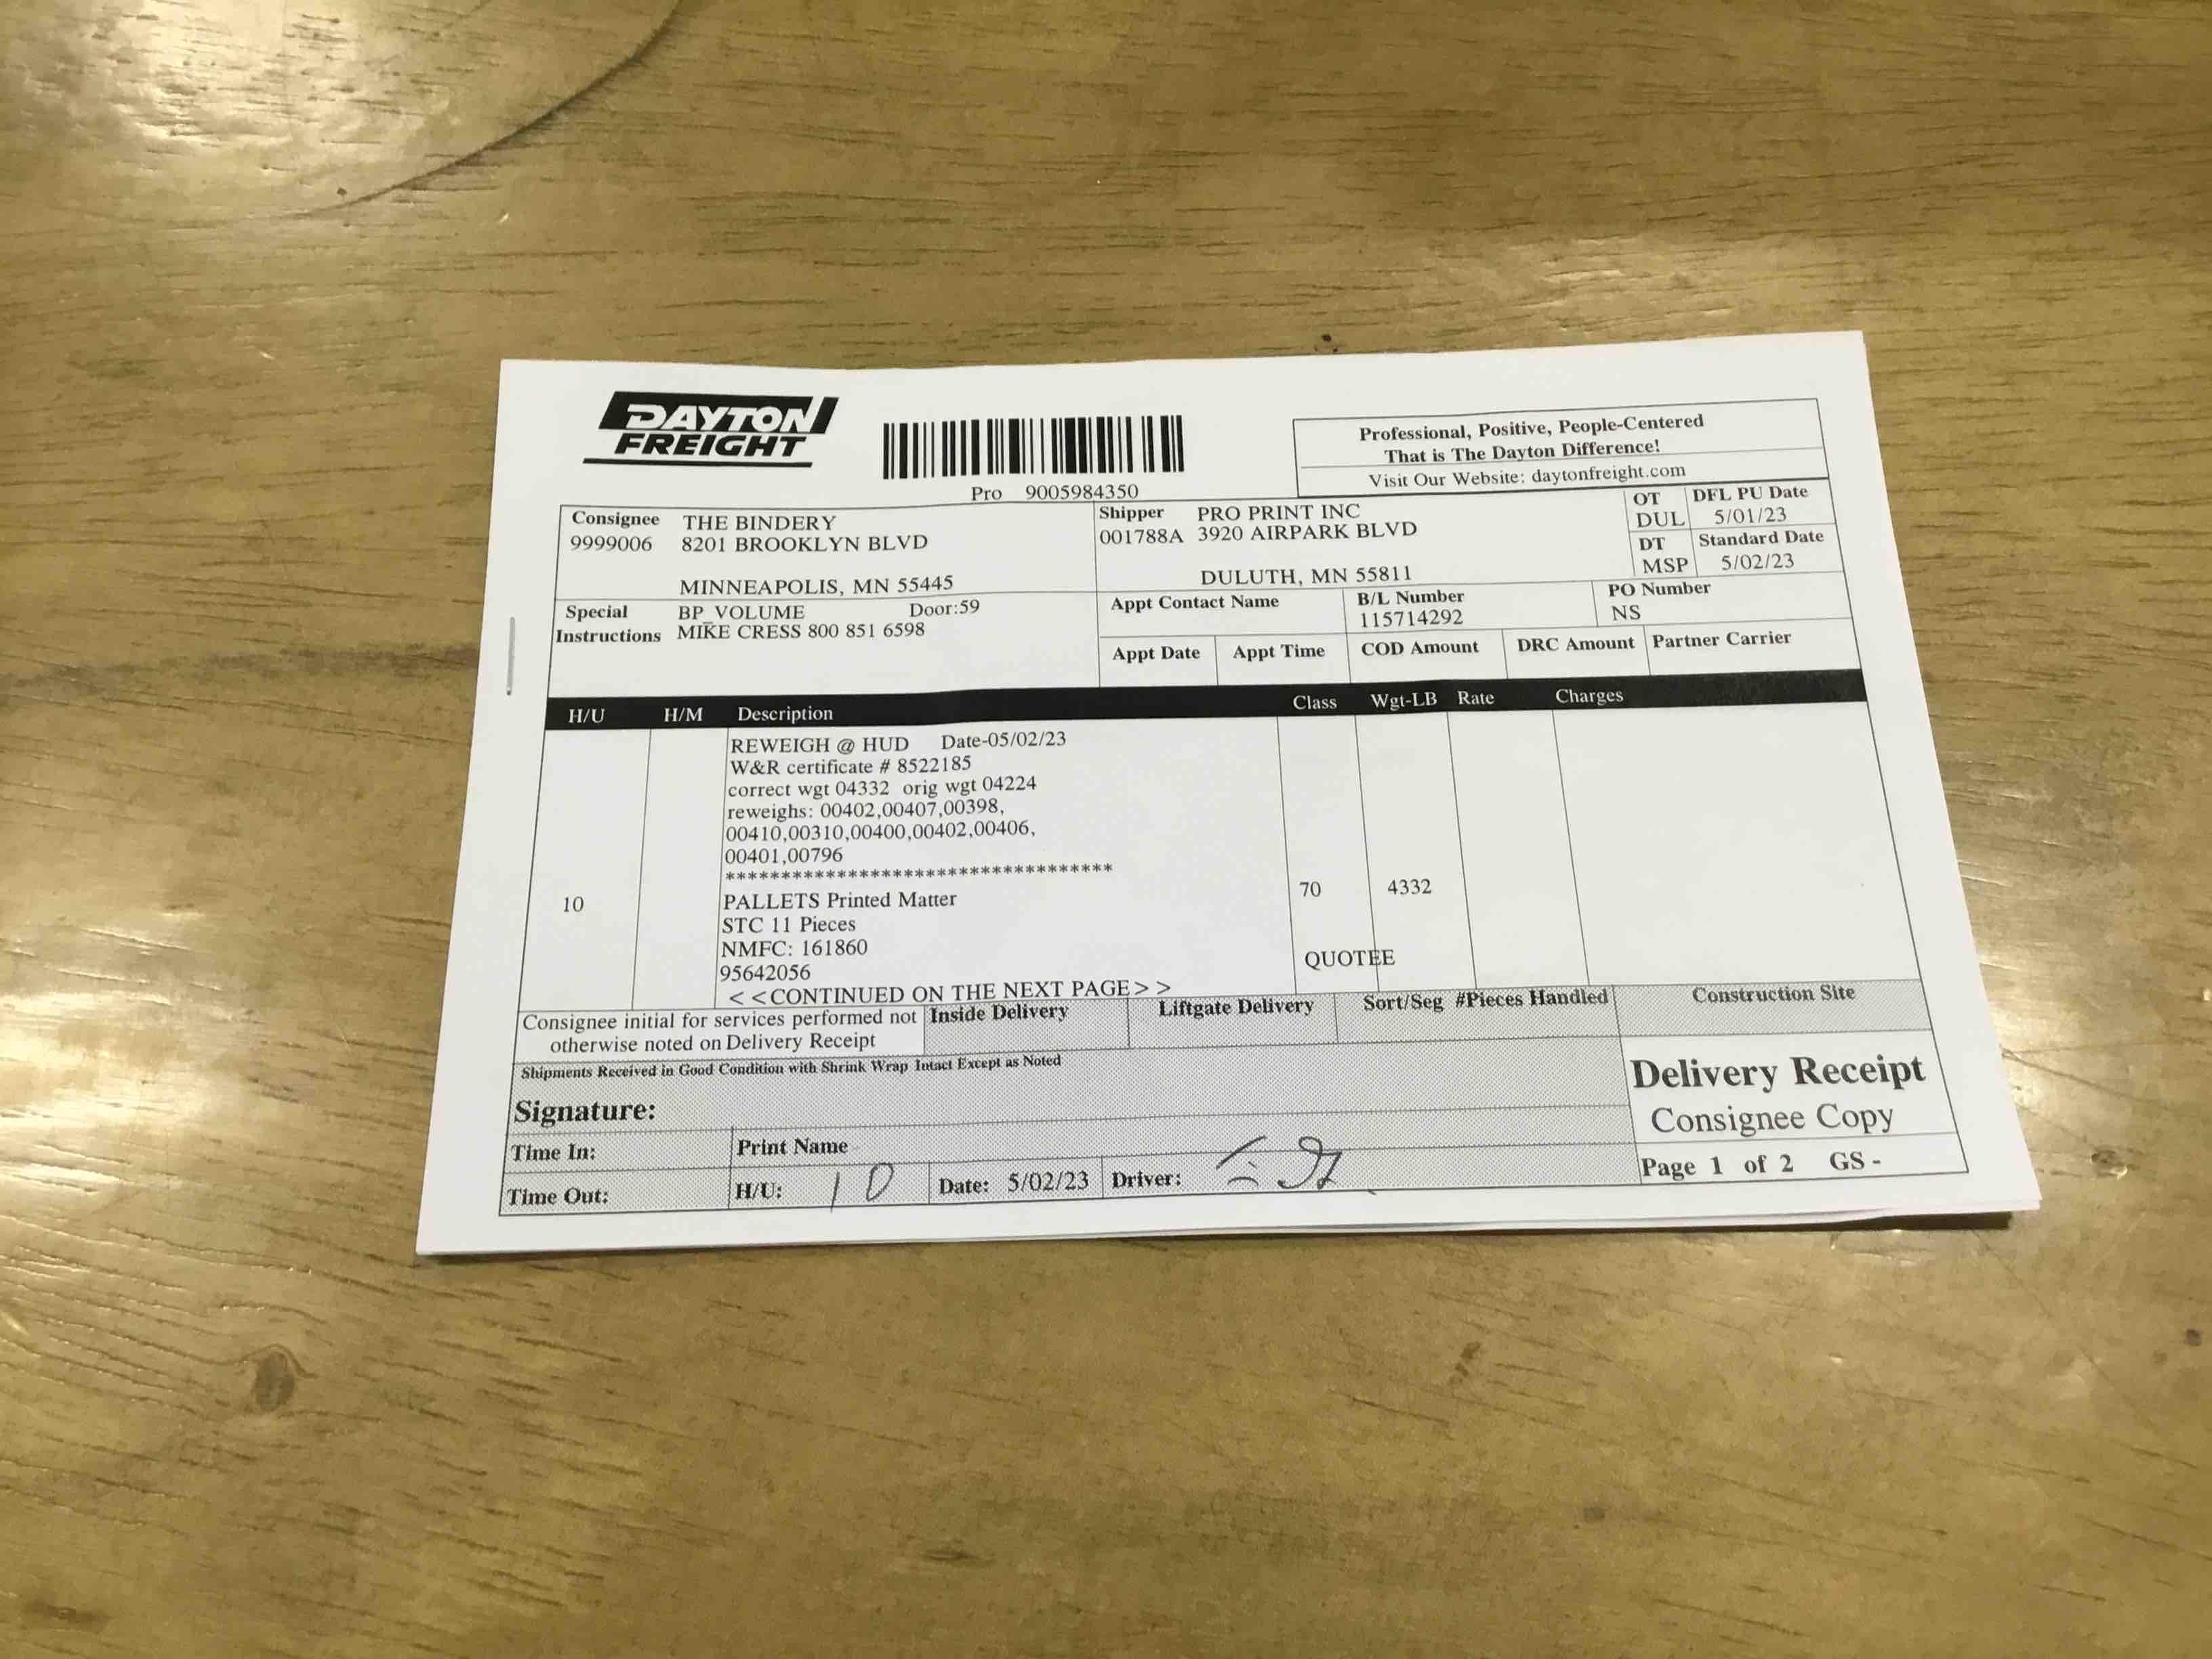 DAYTON
FREIGHT
Pro 9005984350
Professional, Positive, People-Centered
That is The Dayton Difference!
Visit Our Website: daytonfreight.com
Consignee THE BINDERY
9999006 8201 BROOKLYN BLVD
MINNEAPOLIS, MN 55445
Shipper PRO PRINT INC
001788A 3920 AIRPARK BLVD
DULUTH, MN 55811
OT DFL PU Date
DUL 5/01/23
DT Standard Date
MSP 5/02/23
Special BP_VOLUME Door:59
Instructions MIKE CRESS 800 851 6598
Appt Contact Name
B/L Number
115714292
PO Number
NS
Appt Date Appt Time COD Amount DRC Amount Partner Carrier
H/U H/M Description Class Wgt-LB Rate Charges
REWEIGH @ HUD Date-05/02/23
W&R certificate # 8522185
correct wgt 04332 orig wgt 04224
reweighs: 00402,00407,00398,
00410,00310,00400,00402,00406,
00401,00796
***********************************
10 PALLETS Printed Matter 70 4332
STC 11 Pieces
NMFC: 161860
95642056 QUOTEE
< <CONTINUED ON THE NEXT PAGE> >
Consignee initial for services performed not
otherwise noted on Delivery Receipt
Inside Delivery Liftgate Delivery Sort/Seg #Pieces Handled Construction Site
Shipments Received in Good Condition with Shrink Wrap Intact Except as Noted
Signature:
Delivery Receipt
Consignee Copy
Time In: Print Name
Time Out: H/U: 10 Date: 5/02/23 Driver:
Page 1 of 2 GS -